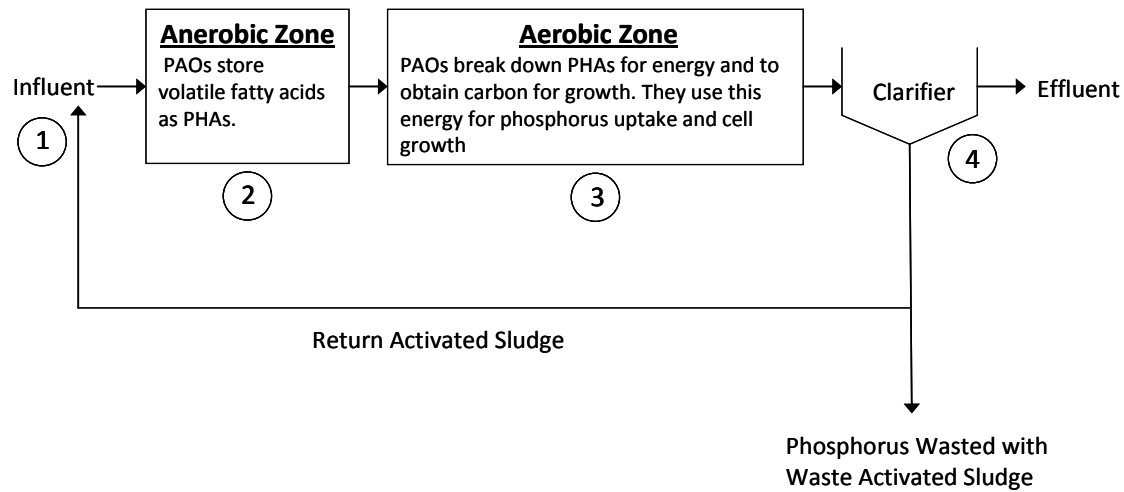 Anerobic Zone
PAOs store
volatile fatty acids
as PHAs.
Aerobic Zone
PAOs break down PHAs for energy and to
obtain carbon for growth. They use this
energy for phosphorus uptake and cell
growth
Influent
Clarifier
Effluent
1
2
3
4
Return Activated Sludge
Phosphorus Wasted with
Waste Activated Sludge